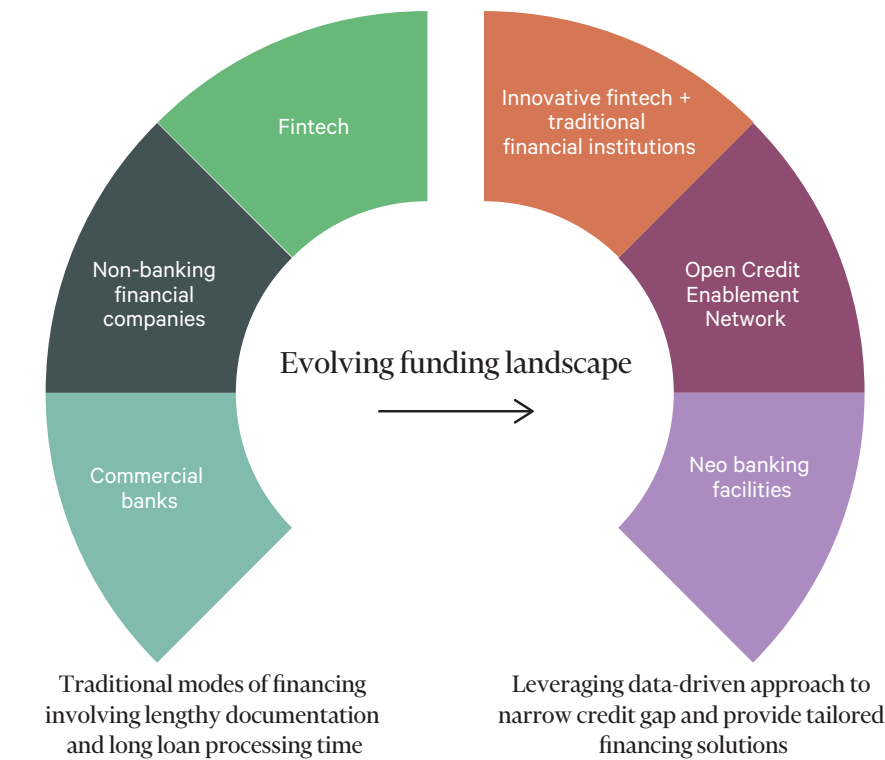 Fintech
Non-banking
financial
companies
Commercial
banks
Innovative fintech +
traditional
financial institutions
Open Credit
Enablement
Network
Neo banking
facilities
Evolving funding landscape
Traditional modes of financing
involving lengthy documentation
and long loan processing time
Leveraging data-driven approach to
narrow credit gap and provide tailored
financing solutions